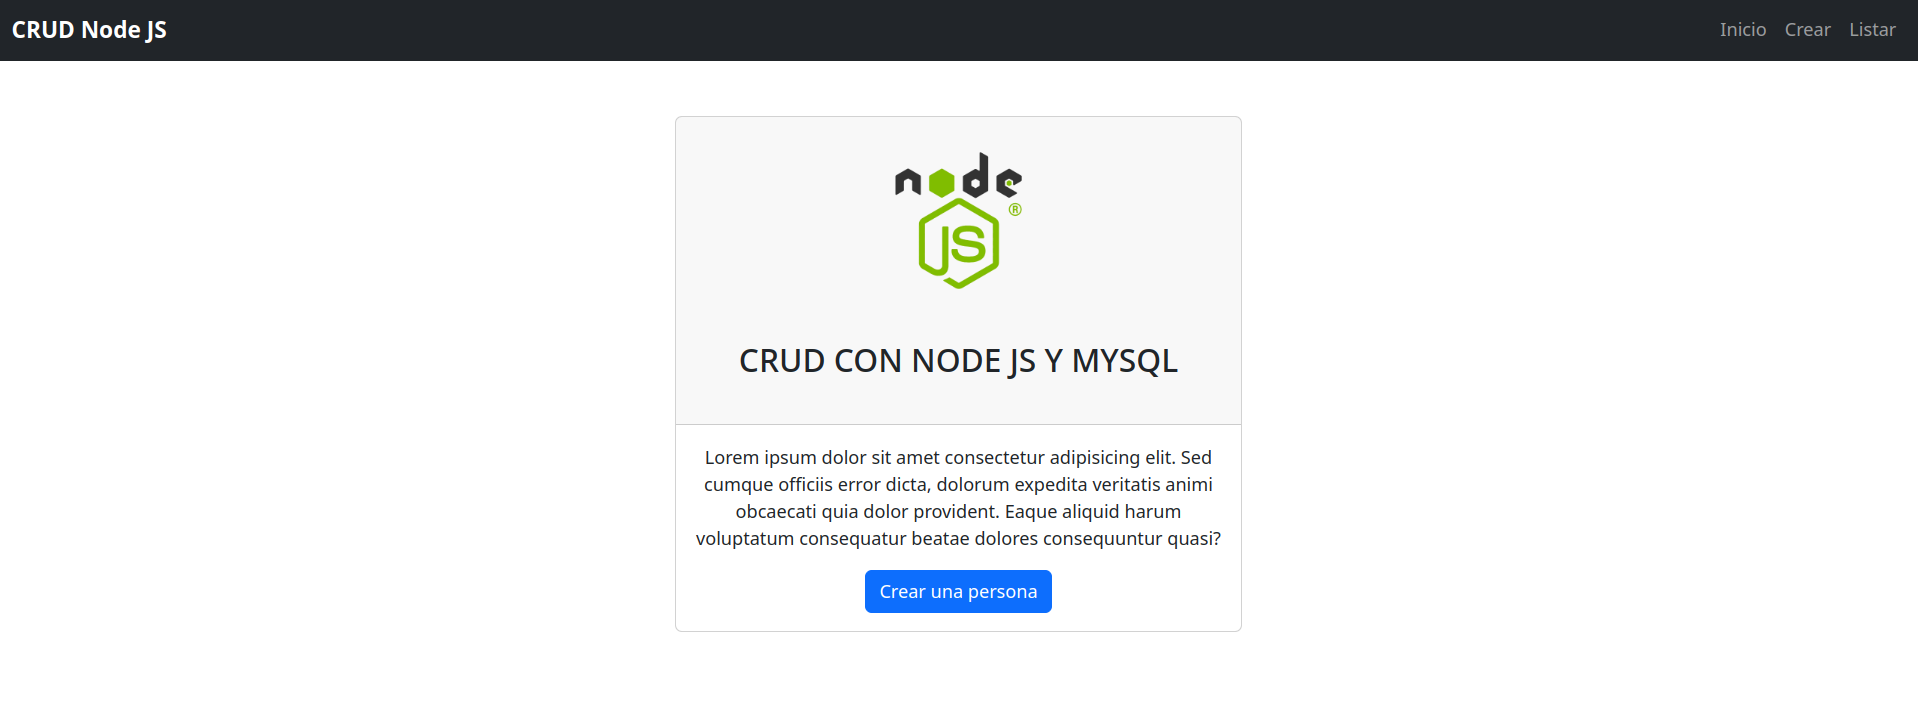 CRUD Node JS
Inicio Crear Listar
node
JS
®
CRUD CON NODE JS Y MYSQL
Lorem ipsum dolor sit amet consectetur adipisicing elit. Sed
cumque officiis error dicta, dolorum expedita veritatis animi
obcaecati quia dolor provident. Eaque aliquid harum
voluptatum consequatur beatae dolores consequuntur quasi?
Crear una persona